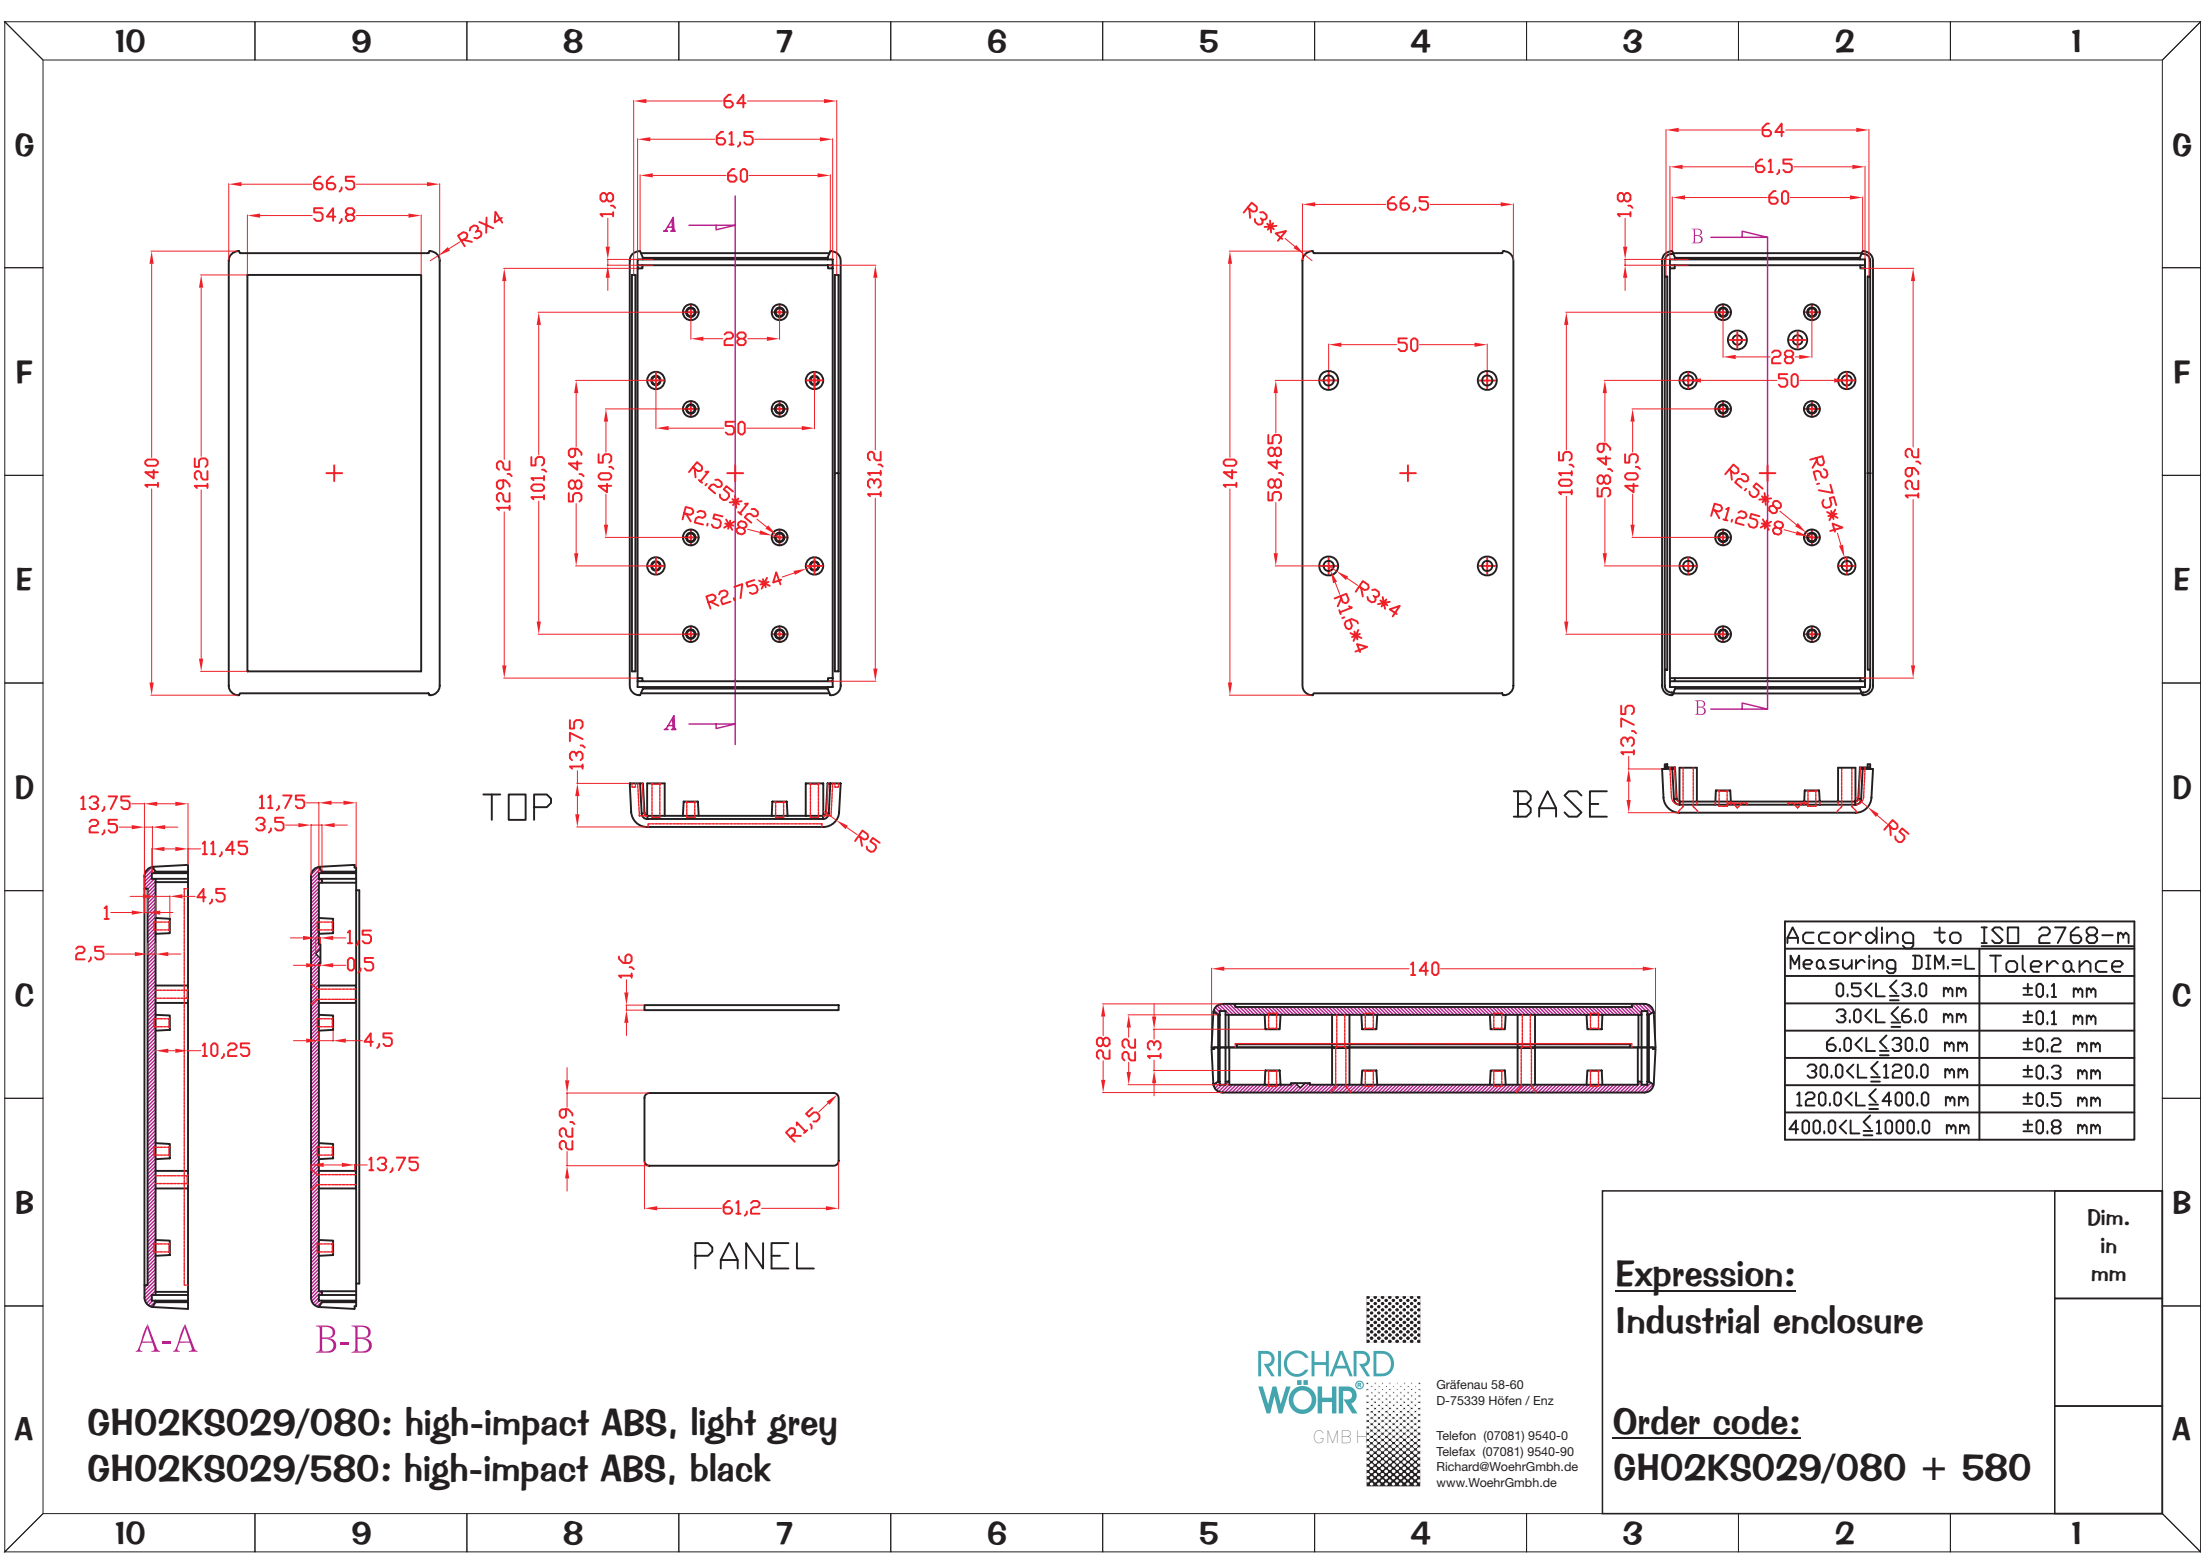 10 9 8 7 6 5 4 3 2 1
G
F
E
D
C
B
A
G
F
E
D
C
B
A
66,5
54,8
R3X4
140
125
64
61,5
60
1,8
A
28
50
129,2
101,5
58,49
40,5
131,2
R1.25*12
R2.5*8
R2.75*4
A
66,5
R3*4
50
140
58,485
R3*4
R1.6*4
64
61,5
60
1,8
B
28
50
101,5
58,49
40,5
129,2
R2.5*8
R1.25*8
R2.75*4
B
13,75
TOP
R5
13,75
BASE
R5
13,75
2,5
11,45
4,5
1
2,5
10,25
A-A
11,75
3,5
1,5
0,5
4,5
13,75
B-B
1,6
22,9
R1,5
61,2
PANEL
140
28
22
13
According to ISO 2768-m
Measuring DIM.=L Tolerance
0.5<L≦3.0 mm ±0.1 mm
3.0<L≦6.0 mm ±0.1 mm
6.0<L≦30.0 mm ±0.2 mm
30.0<L≦120.0 mm ±0.3 mm
120.0<L≦400.0 mm ±0.5 mm
400.0<L≦1000.0 mm ±0.8 mm
Dim.
in
mm
Expression:
Industrial enclosure
Order code:
GH02KS029/080 + 580
RICHARD
WÖHR®
GMBH
Gräfenau 58-60
D-75339 Höfen / Enz
Telefon (07081) 9540-0
Telefax (07081) 9540-90
Richard@WoehrGmbh.de
www.WoehrGmbh.de
GH02KS029/080: high-impact ABS, light grey
GH02KS029/580: high-impact ABS, black
10 9 8 7 6 5 4 3 2 1